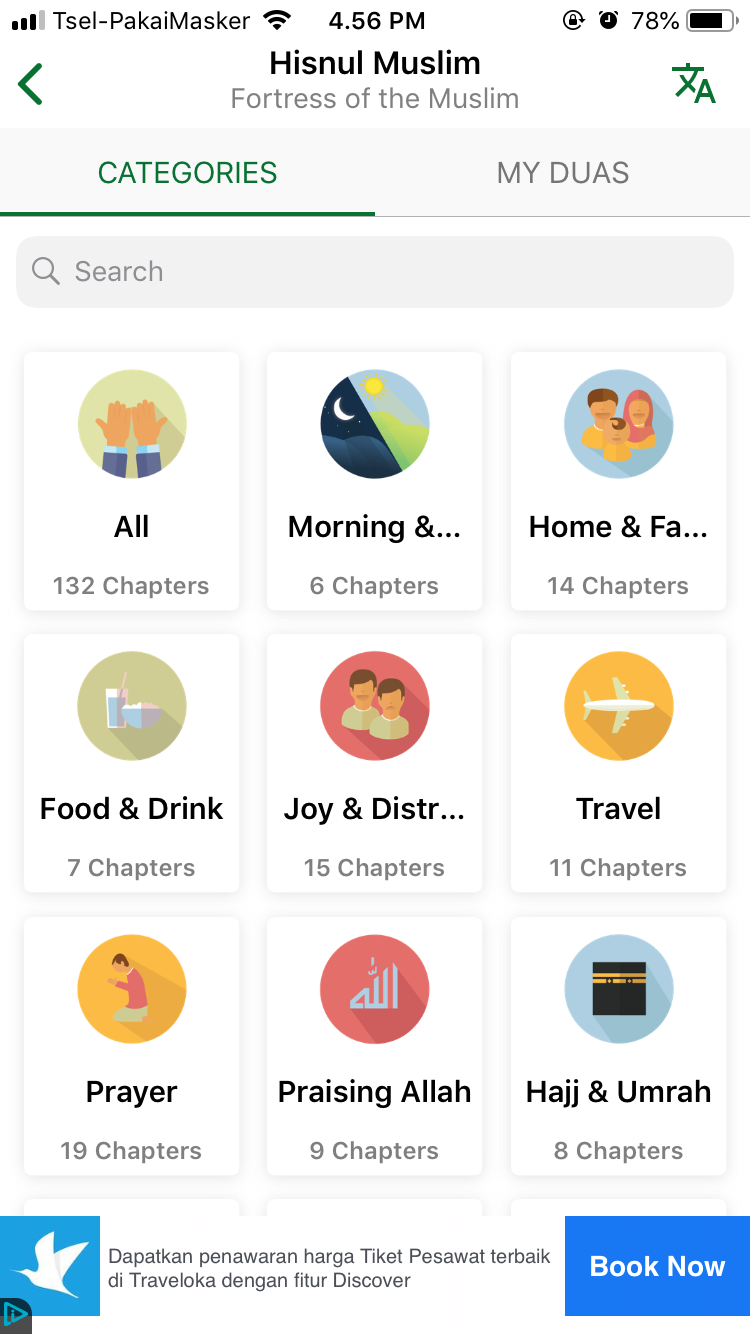 Tsel-PakaiMasker 4.56 PM 78%
Hisnul Muslim
Fortress of the Muslim
CATEGORIES MY DUAS
Search
All Morning &... Home & Fa...
132 Chapters 6 Chapters 14 Chapters
Food & Drink Joy & Distr... Travel
7 Chapters 15 Chapters 11 Chapters
الله
Prayer Praising Allah Hajj & Umrah
19 Chapters 9 Chapters 8 Chapters
Dapatkan penawaran harga Tiket Pesawat terbaik
di Traveloka dengan fitur Discover
Book Now